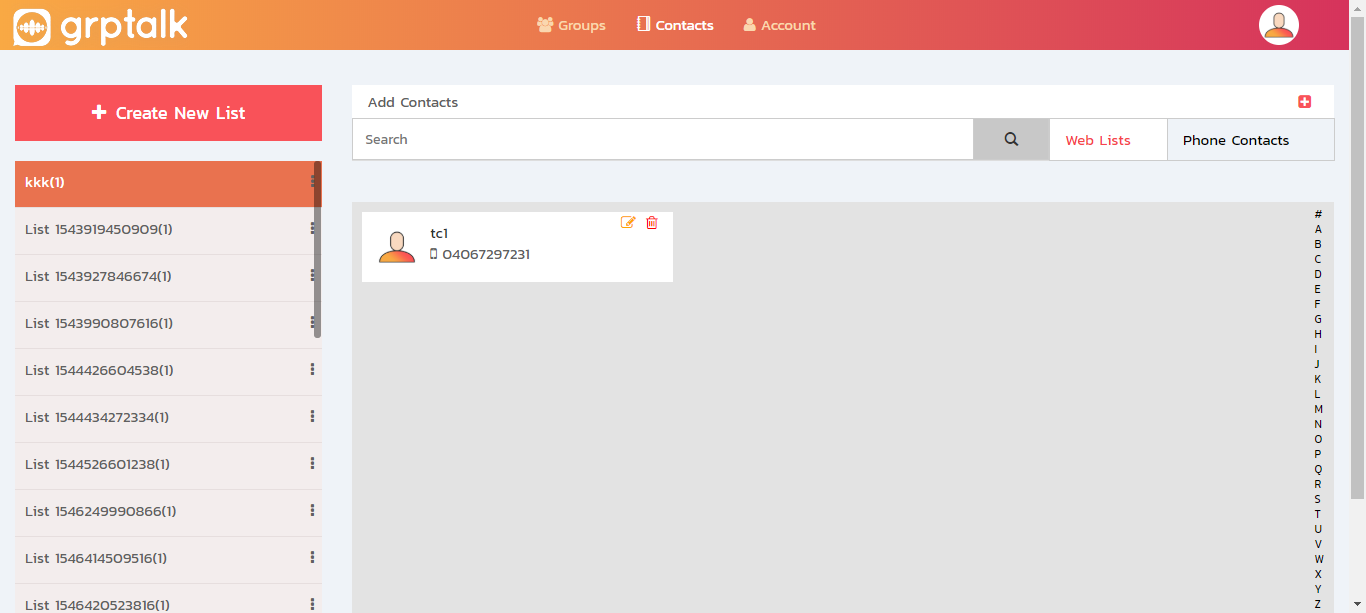 grptalk
Groups
Contacts
Account
Create New List
kkk(1)
List 1543919450909(1)
List 1543927846674(1)
List 1543990807616(1)
List 1544426604538(1)
List 1544434272334(1)
List 1544526601238(1)
List 1546249990866(1)
List 1546414509516(1)
List 1546420523816(1)
Add Contacts
Search
Web Lists
Phone Contacts
tc1
04067297231
#
A
B
C
D
E
F
G
H
I
J
K
L
M
N
O
P
Q
R
S
T
U
V
W
X
Y
Z